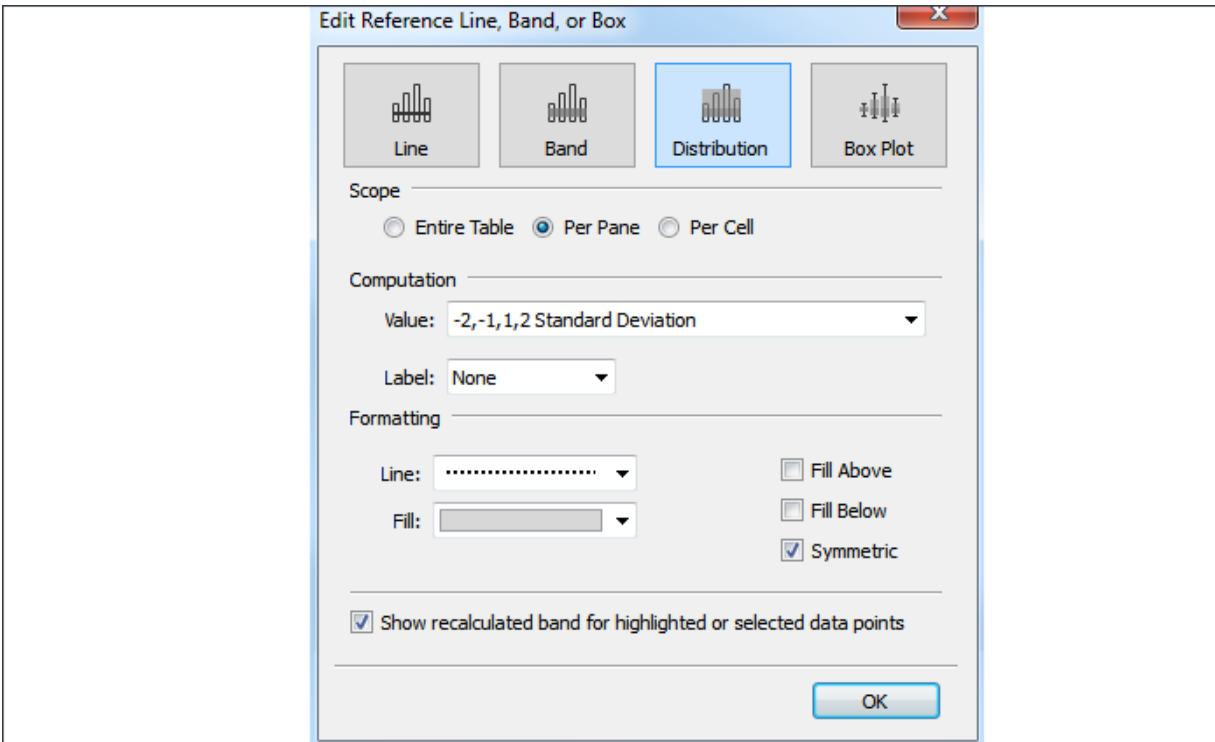 Edit Reference Line, Band, or Box
Line Band Distribution Box Plot
Scope
Entire Table Per Pane Per Cell
Computation
Value: -2,-1,1,2 Standard Deviation
Label: None
Formatting
Line: Fill Above
Fill: Fill Below
Symmetric
Show recalculated band for highlighted or selected data points
OK